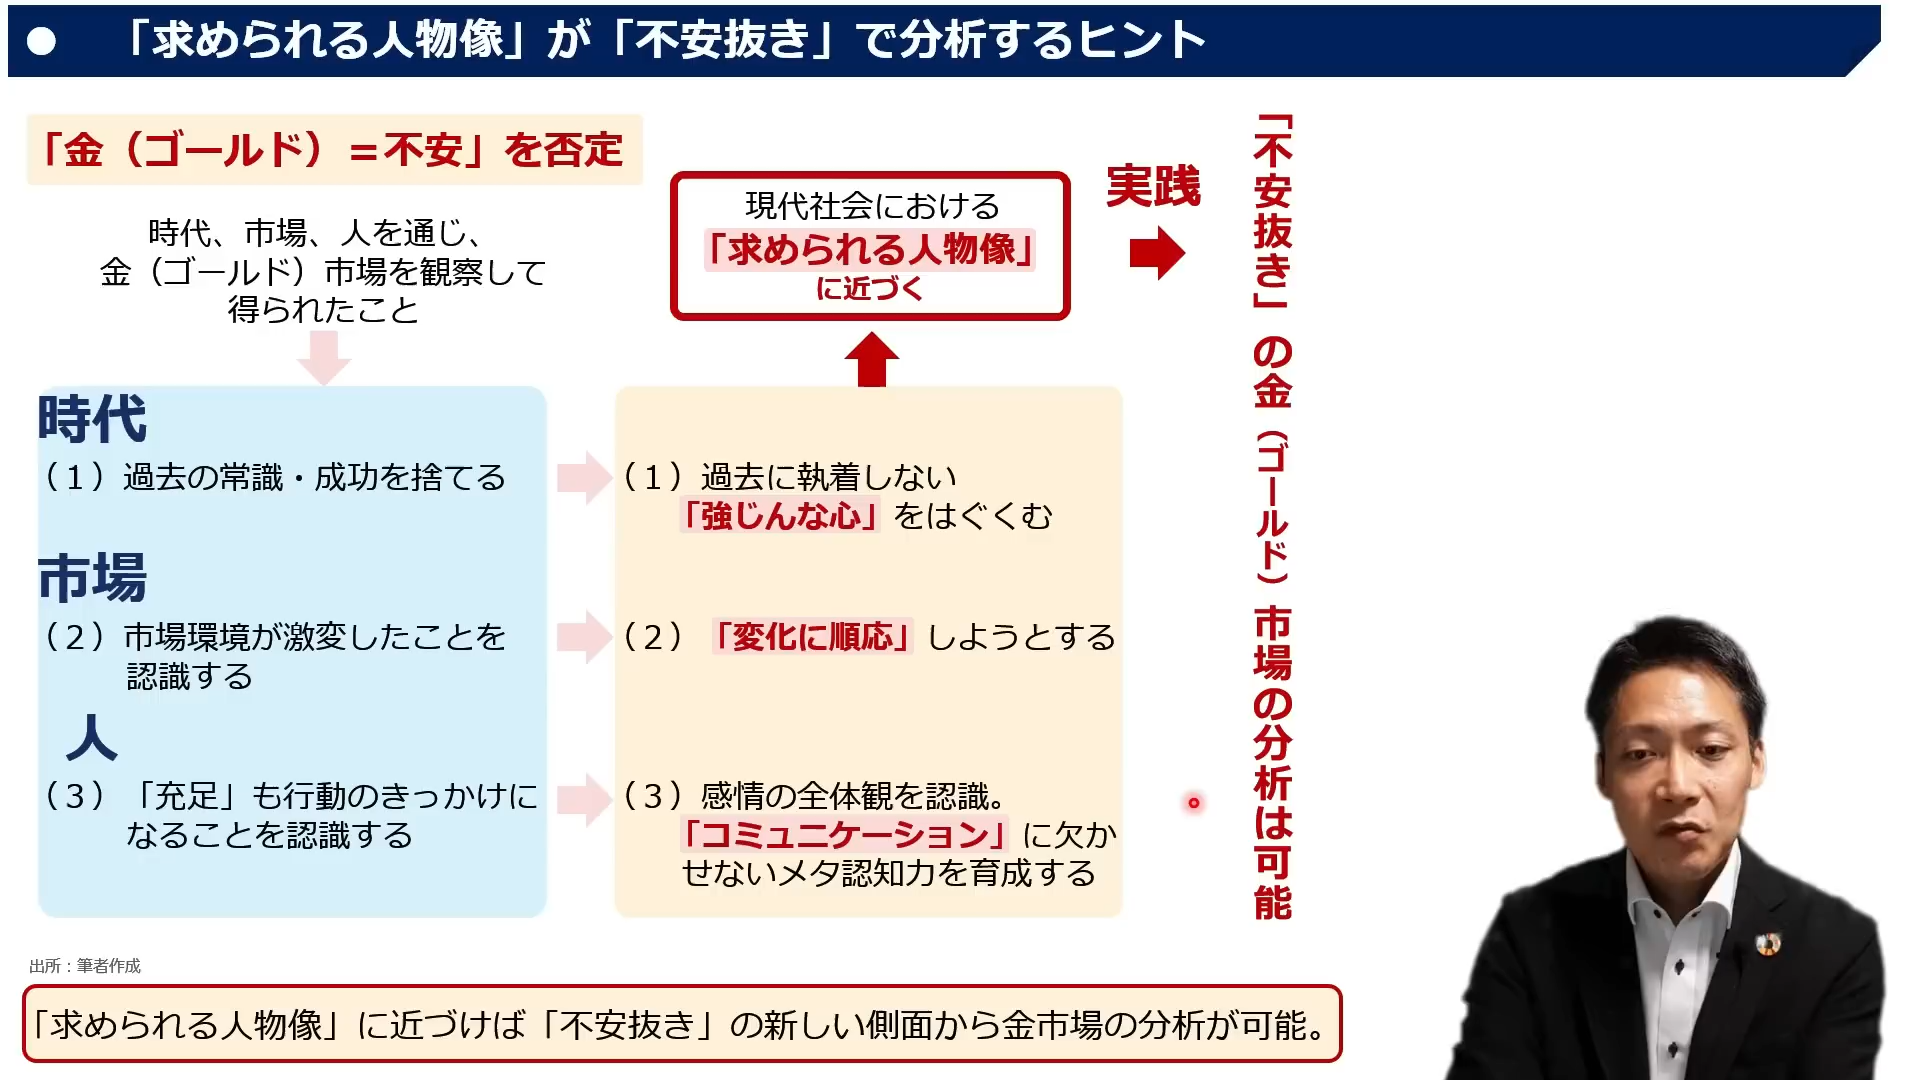 ● 「求められる人物像」が「不安抜き」で分析するヒント
「金（ゴールド）＝不安」を否定
時代、市場、人を通じ、
金（ゴールド）市場を観察して
得られたこと
時代
（１）過去の常識・成功を捨てる
市場
（２）市場環境が激変したことを
認識する
人
（３）「充足」も行動のきっかけに
なることを認識する
現代社会における
「求められる人物像」
に近づく
（１）過去に執着しない
「強じんな心」をはぐくむ
（２）「変化に順応」しようとする
（３）感情の全体観を認識。
「コミュニケーション」に欠か
せないメタ認知力を育成する
実践
「不安抜き」の金（ゴールド）市場の分析は可能
出所：筆者作成
「求められる人物像」に近づけば「不安抜き」の新しい側面から金市場の分析が可能。